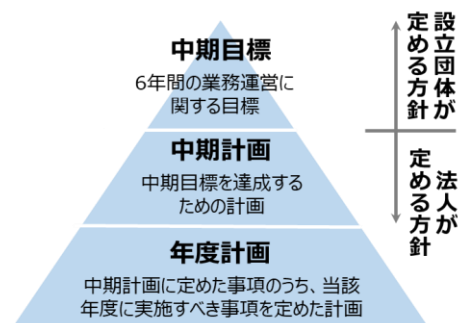 中期目標
6年間の業務運営に
関する目標
中期計画
中期目標を達成する
ための計画
年度計画
中期計画に定めた事項のうち、当該
年度に実施すべき事項を定めた計画
設立団体が
定める方針
法人が
定める方針